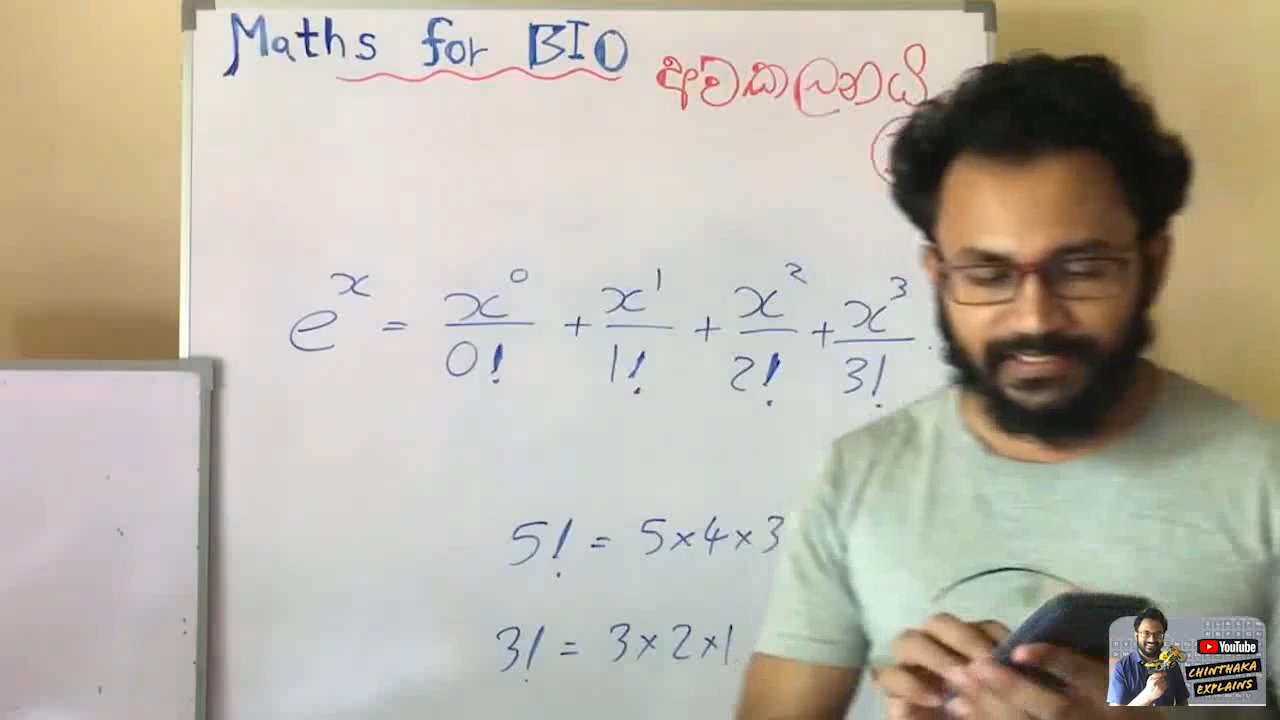 Maths for BIO
අවකලනය
e^x = x^0/0! + x^1/1! + x^2/2! + x^3/3!
5! = 5×4×3
3! = 3×2×1
YouTube
CHINTHAKA
EXPLAINS